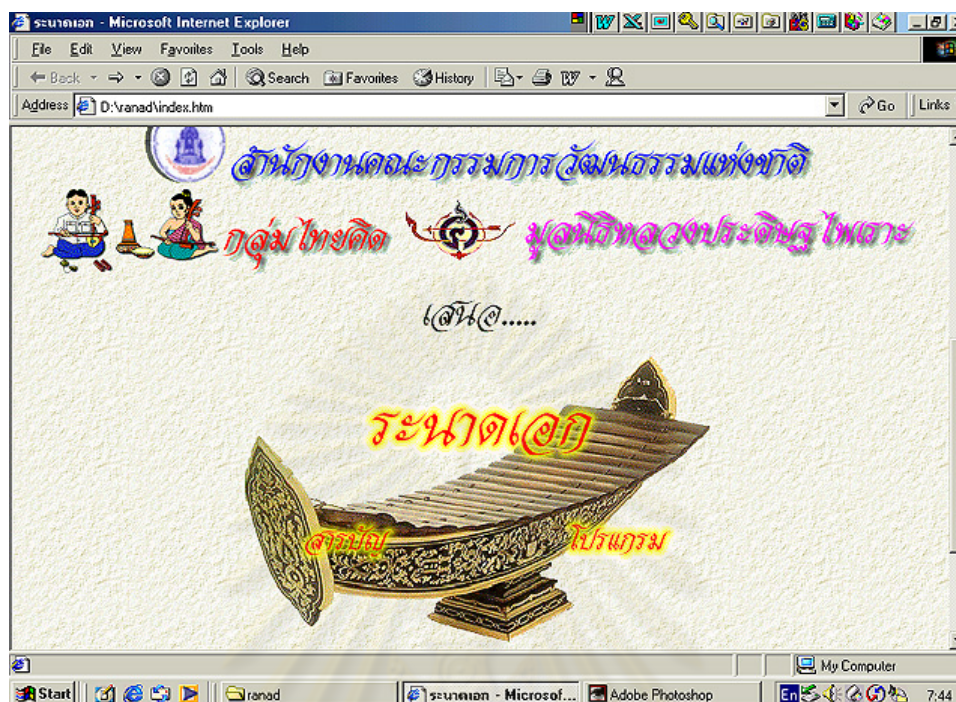 ระนาดเอก - Microsoft Internet Explorer
File Edit View Favorites Tools Help
Back Search Favorites History
Address D:\ranad\index.htm Go Links
สำนักงานคณะกรรมการวัฒนธรรมแห่งชาติ
กลุ่มไทยคิด มูลนิธิหลวงประดิษฐไพเราะ
เสนอ.....
ระนาดเอก
สารบัญ โปรแกรม
My Computer
Start ranad ระนาดเอก - Microsof... Adobe Photoshop En 7:44